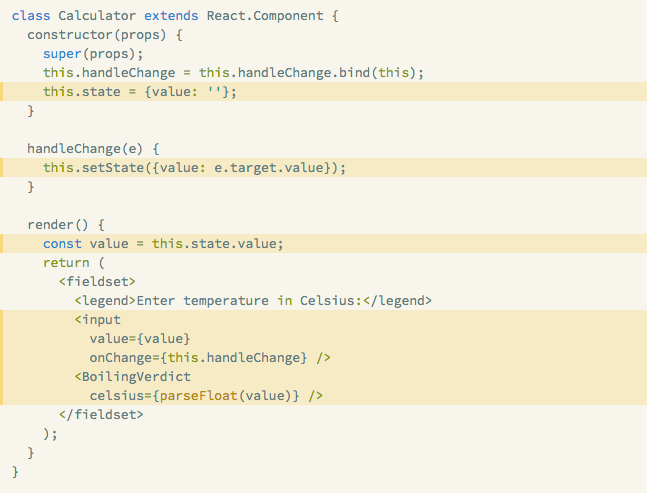 class Calculator extends React.Component {
  constructor(props) {
    super(props);
    this.handleChange = this.handleChange.bind(this);
    this.state = {value: ''};
  }

  handleChange(e) {
    this.setState({value: e.target.value});
  }

  render() {
    const value = this.state.value;
    return (
      <fieldset>
        <legend>Enter temperature in Celsius:</legend>
        <input
          value={value}
          onChange={this.handleChange} />
        <BoilingVerdict
          celsius={parseFloat(value)} />
      </fieldset>
    );
  }
}